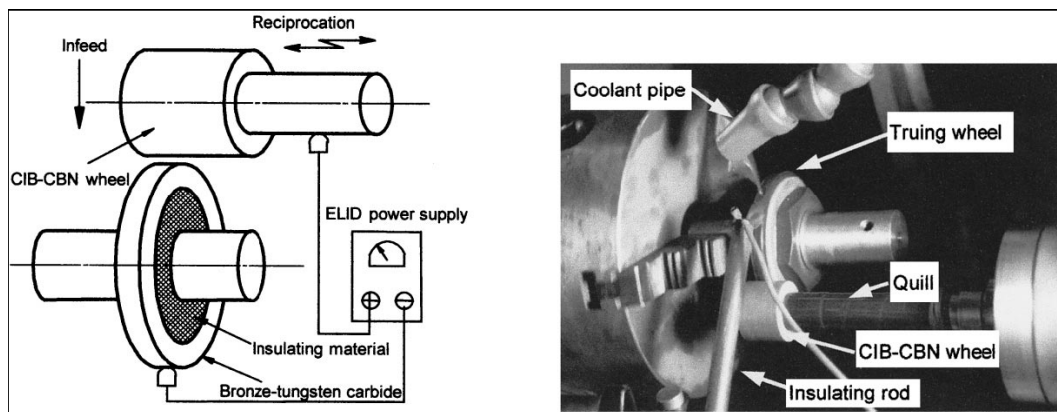 Reciprocation
Infeed
CIB-CBN wheel
ELID power supply
Insulating material
Bronze-tungsten carbide
Coolant pipe
Truing wheel
Quill
CIB-CBN wheel
Insulating rod